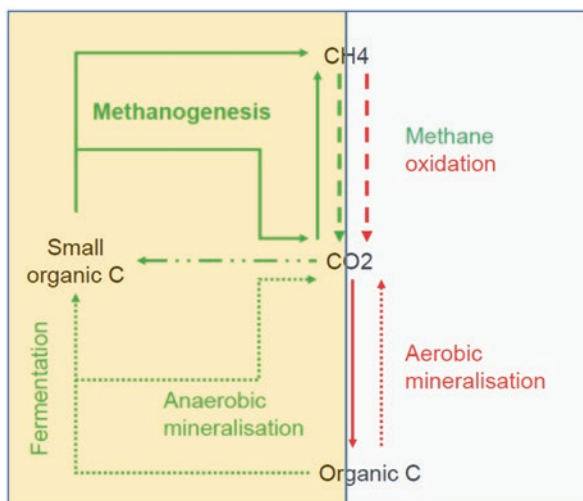 CH4
Methanogenesis
Methane
oxidation
Small
organic C
CO2
Fermentation
Anaerobic
mineralisation
Aerobic
mineralisation
Organic C